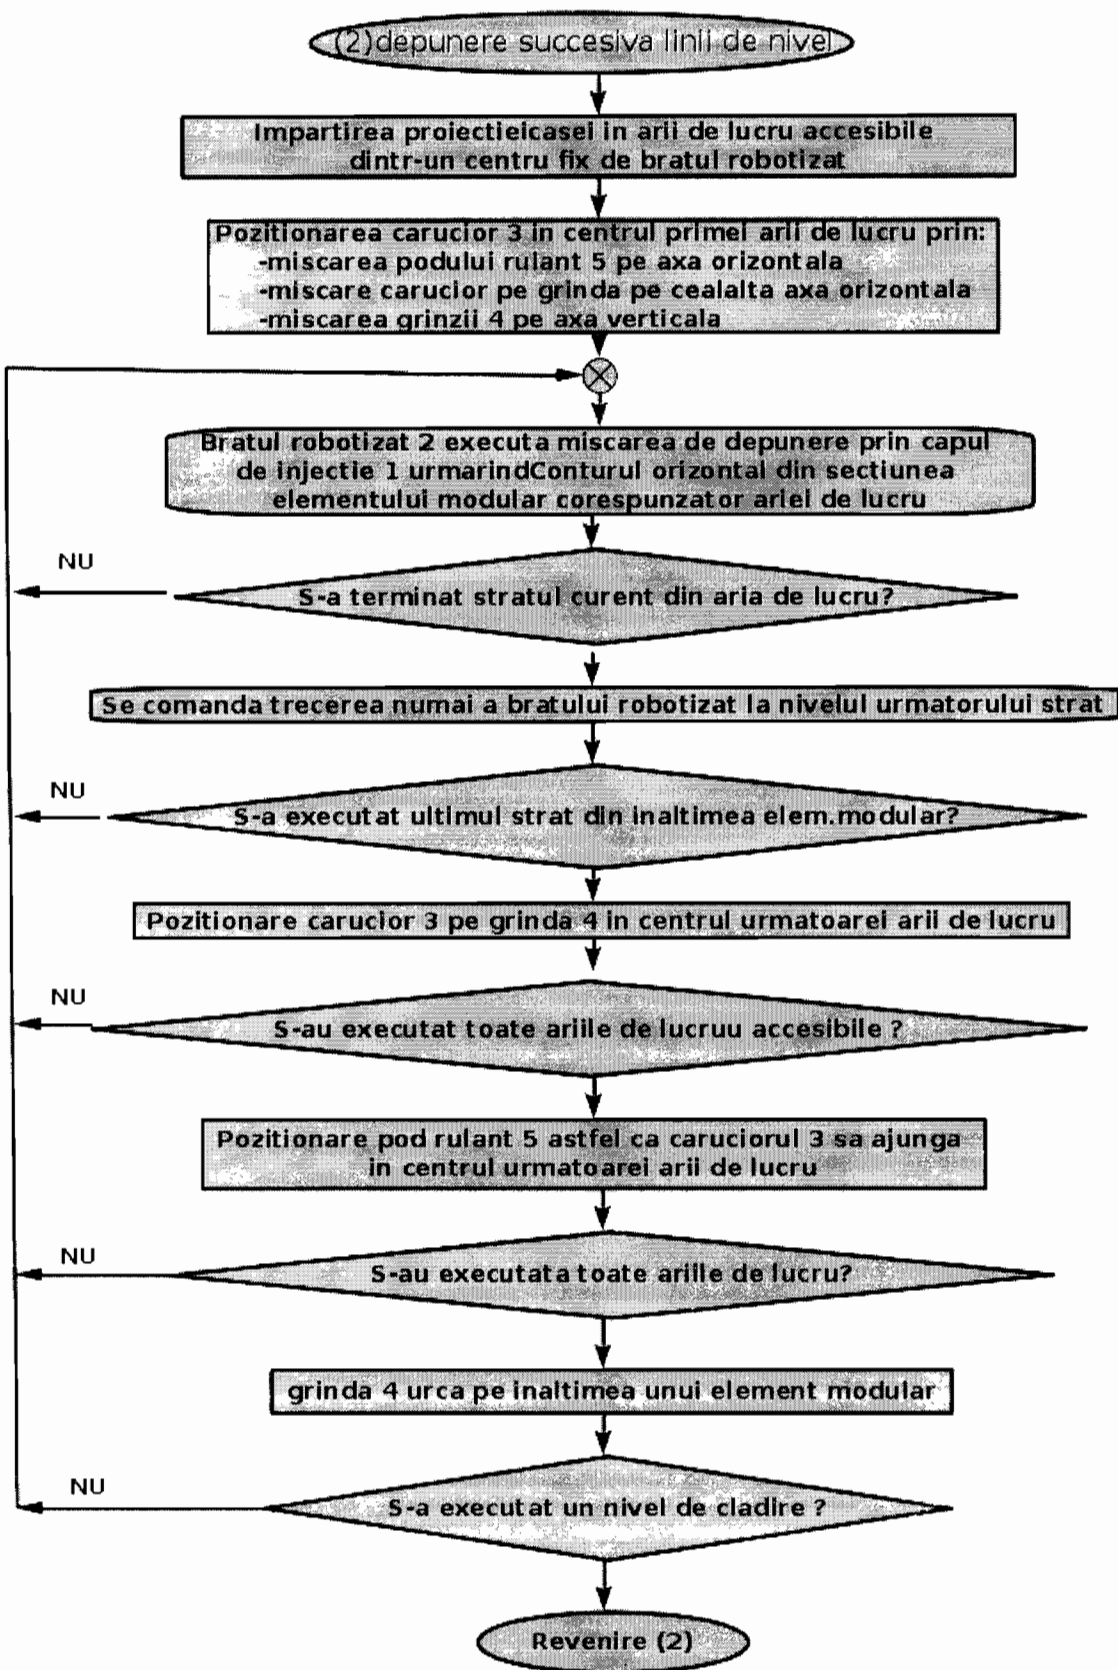 (2)depunere succesiva linii de nivel
Impartirea proiectieicasei in arii de lucru accesibile
dintr-un centru fix de bratul robotizat
Pozitionarea carucior 3 in centrul primei arii de lucru prin:
-miscarea podului rulant 5 pe axa orizontala
-miscare carucior pe grinda pe cealalta axa orizontala
-miscarea grinzii 4 pe axa verticala
Bratul robotizat 2 executa miscarea de depunere prin capul
de injectie 1 urmarindConturul orizontal din sectiunea
elementului modular corespunzator ariei de lucru
NU
S-a terminat stratul curent din aria de lucru?
Se comanda trecerea numai a bratului robotizat la nivelul urmatorului strat
NU
S-a executat ultimul strat din inaltimea elem.modular?
Pozitionare carucior 3 pe grinda 4 in centrul urmatoarei arii de lucru
NU
S-au executat toate ariile de lucruu accesibile ?
Pozitionare pod rulant 5 astfel ca caruciorul 3 sa ajunga
in centrul urmatoarei arii de lucru
NU
S-au executata toate ariile de lucru?
grinda 4 urca pe inaltimea unui element modular
NU
S-a executat un nivel de cladire ?
Revenire (2)